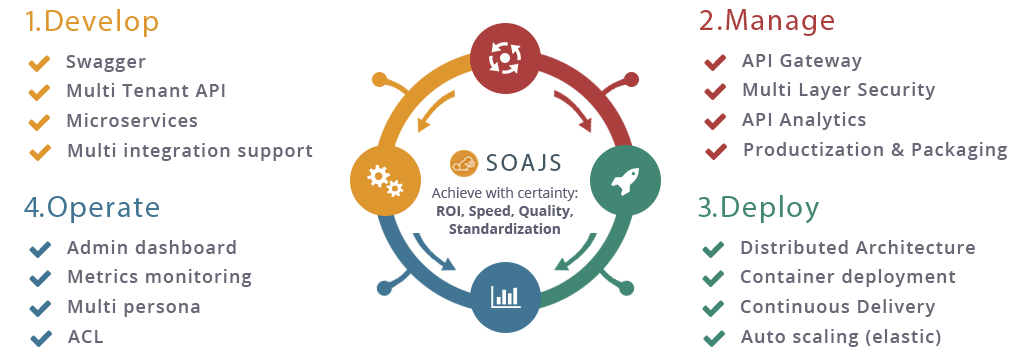 1.Develop
Swagger
Multi Tenant API
Microservices
Multi integration support
2.Manage
API Gateway
Multi Layer Security
API Analytics
Productization & Packaging
SOAJS
Achieve with certainty:
ROI, Speed, Quality,
Standardization
4.Operate
Admin dashboard
Metrics monitoring
Multi persona
ACL
3.Deploy
Distributed Architecture
Container deployment
Continuous Delivery
Auto scaling (elastic)